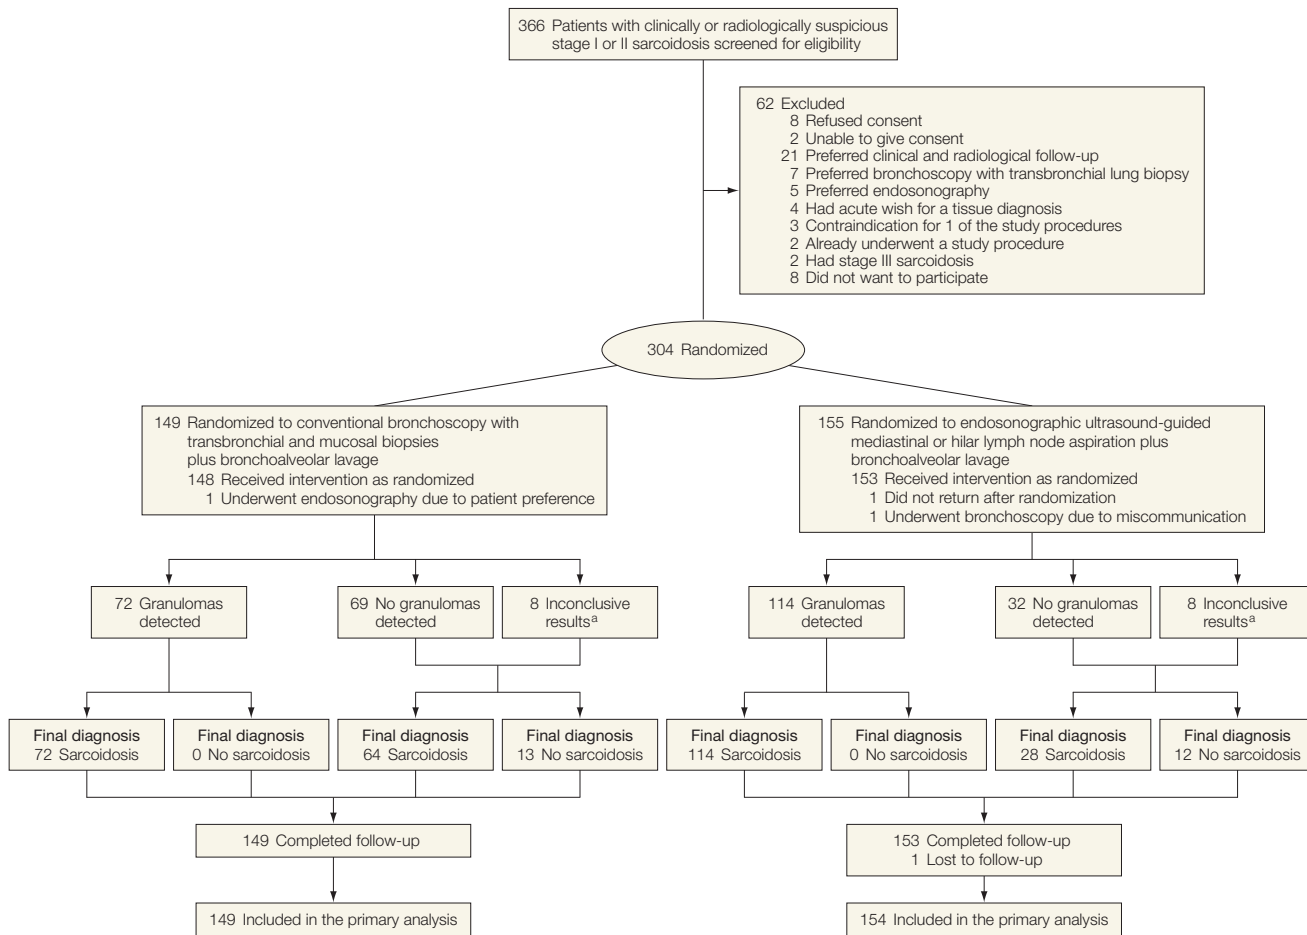 366 Patients with clinically or radiologically suspicious
stage I or II sarcoidosis screened for eligibility
62 Excluded
8 Refused consent
2 Unable to give consent
21 Preferred clinical and radiological follow-up
7 Preferred bronchoscopy with transbronchial lung biopsy
5 Preferred endosonography
4 Had acute wish for a tissue diagnosis
3 Contraindication for 1 of the study procedures
2 Already underwent a study procedure
2 Had stage III sarcoidosis
8 Did not want to participate
304 Randomized
149 Randomized to conventional bronchoscopy with
transbronchial and mucosal biopsies
plus bronchoalveolar lavage
148 Received intervention as randomized
1 Underwent endosonography due to patient preference
155 Randomized to endosonographic ultrasound-guided
mediastinal or hilar lymph node aspiration plus
bronchoalveolar lavage
153 Received intervention as randomized
1 Did not return after randomization
1 Underwent bronchoscopy due to miscommunication
72 Granulomas
detected
69 No granulomas
detected
8 Inconclusive
resultsᵃ
114 Granulomas
detected
32 No granulomas
detected
8 Inconclusive
resultsᵃ
Final diagnosis
72 Sarcoidosis
Final diagnosis
0 No sarcoidosis
Final diagnosis
64 Sarcoidosis
Final diagnosis
13 No sarcoidosis
Final diagnosis
114 Sarcoidosis
Final diagnosis
0 No sarcoidosis
Final diagnosis
28 Sarcoidosis
Final diagnosis
12 No sarcoidosis
149 Completed follow-up
153 Completed follow-up
1 Lost to follow-up
149 Included in the primary analysis
154 Included in the primary analysis